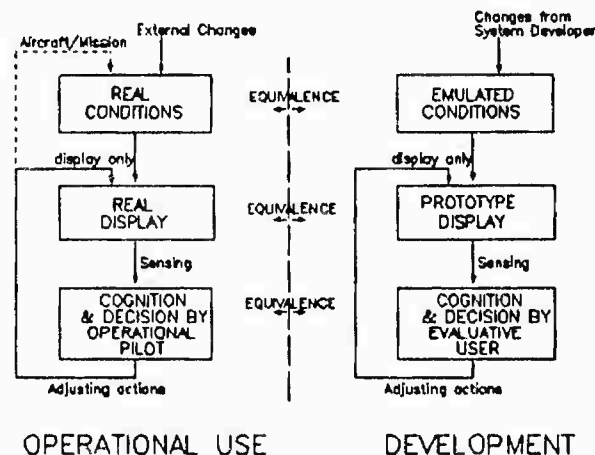 Aircraft/Mission
External Changes
REAL
CONDITIONS
display only
REAL
DISPLAY
Sensing
COGNITION
& DECISION BY
OPERATIONAL
PILOT
Adjusting actions
OPERATIONAL USE
EQUIVALENCE
EQUIVALENCE
EQUIVALENCE
Changes from
System Developer
EMULATED
CONDITIONS
display only
PROTOTYPE
DISPLAY
Sensing
COGNITION
& DECISION BY
EVALUATIVE
USER
Adjusting actions
DEVELOPMENT